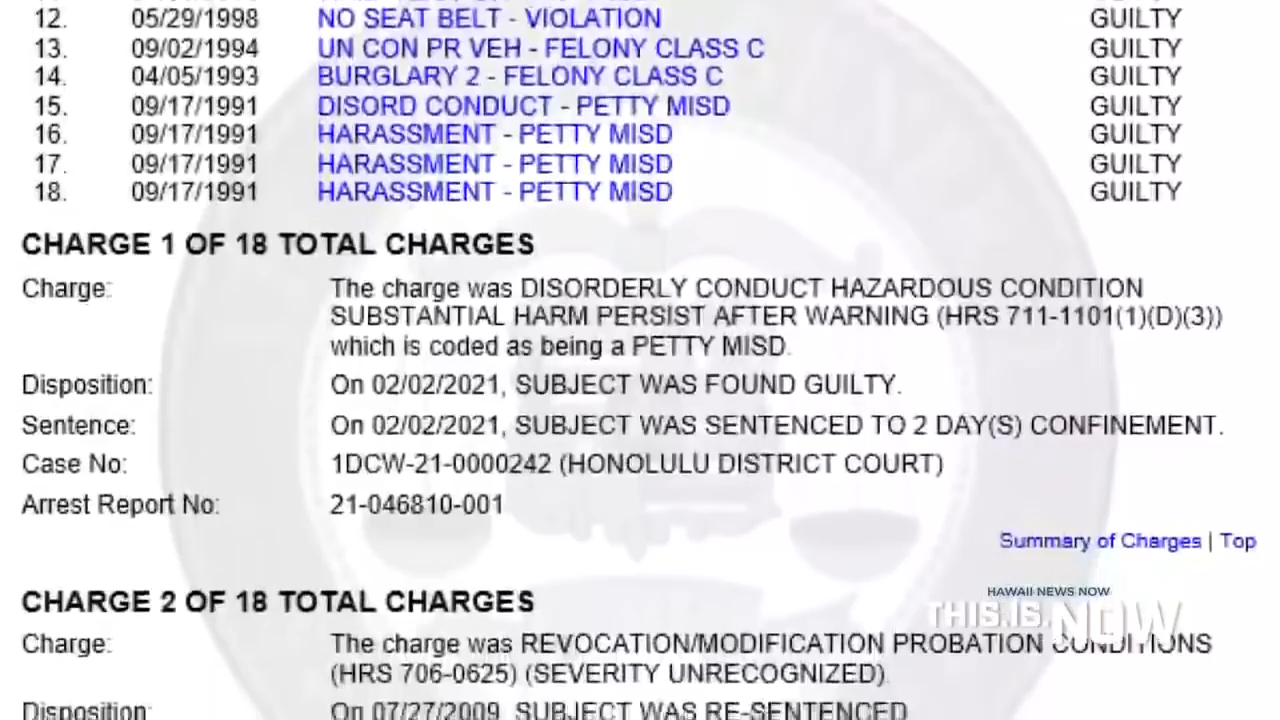 12. 05/29/1998 NO SEAT BELT - VIOLATION GUILTY
13. 09/02/1994 UN CON PR VEH - FELONY CLASS C GUILTY
14. 04/05/1993 BURGLARY 2 - FELONY CLASS C GUILTY
15. 09/17/1991 DISORD CONDUCT - PETTY MISD GUILTY
16. 09/17/1991 HARASSMENT - PETTY MISD GUILTY
17. 09/17/1991 HARASSMENT - PETTY MISD GUILTY
18. 09/17/1991 HARASSMENT - PETTY MISD GUILTY
CHARGE 1 OF 18 TOTAL CHARGES
Charge: The charge was DISORDERLY CONDUCT HAZARDOUS CONDITION
SUBSTANTIAL HARM PERSIST AFTER WARNING (HRS 711-1101(1)(D)(3))
which is coded as being a PETTY MISD.
Disposition: On 02/02/2021, SUBJECT WAS FOUND GUILTY.
Sentence: On 02/02/2021, SUBJECT WAS SENTENCED TO 2 DAY(S) CONFINEMENT.
Case No: 1DCW-21-0000242 (HONOLULU DISTRICT COURT)
Arrest Report No: 21-046810-001
Summary of Charges | Top
HAWAII NEWS NOW
THIS.IS.NOW
CHARGE 2 OF 18 TOTAL CHARGES
Charge: The charge was REVOCATION/MODIFICATION PROBATION CONDITIONS
(HRS 706-0625) (SEVERITY UNRECOGNIZED).
Disposition: On 07/27/2009, SUBJECT WAS RE-SENTENCED